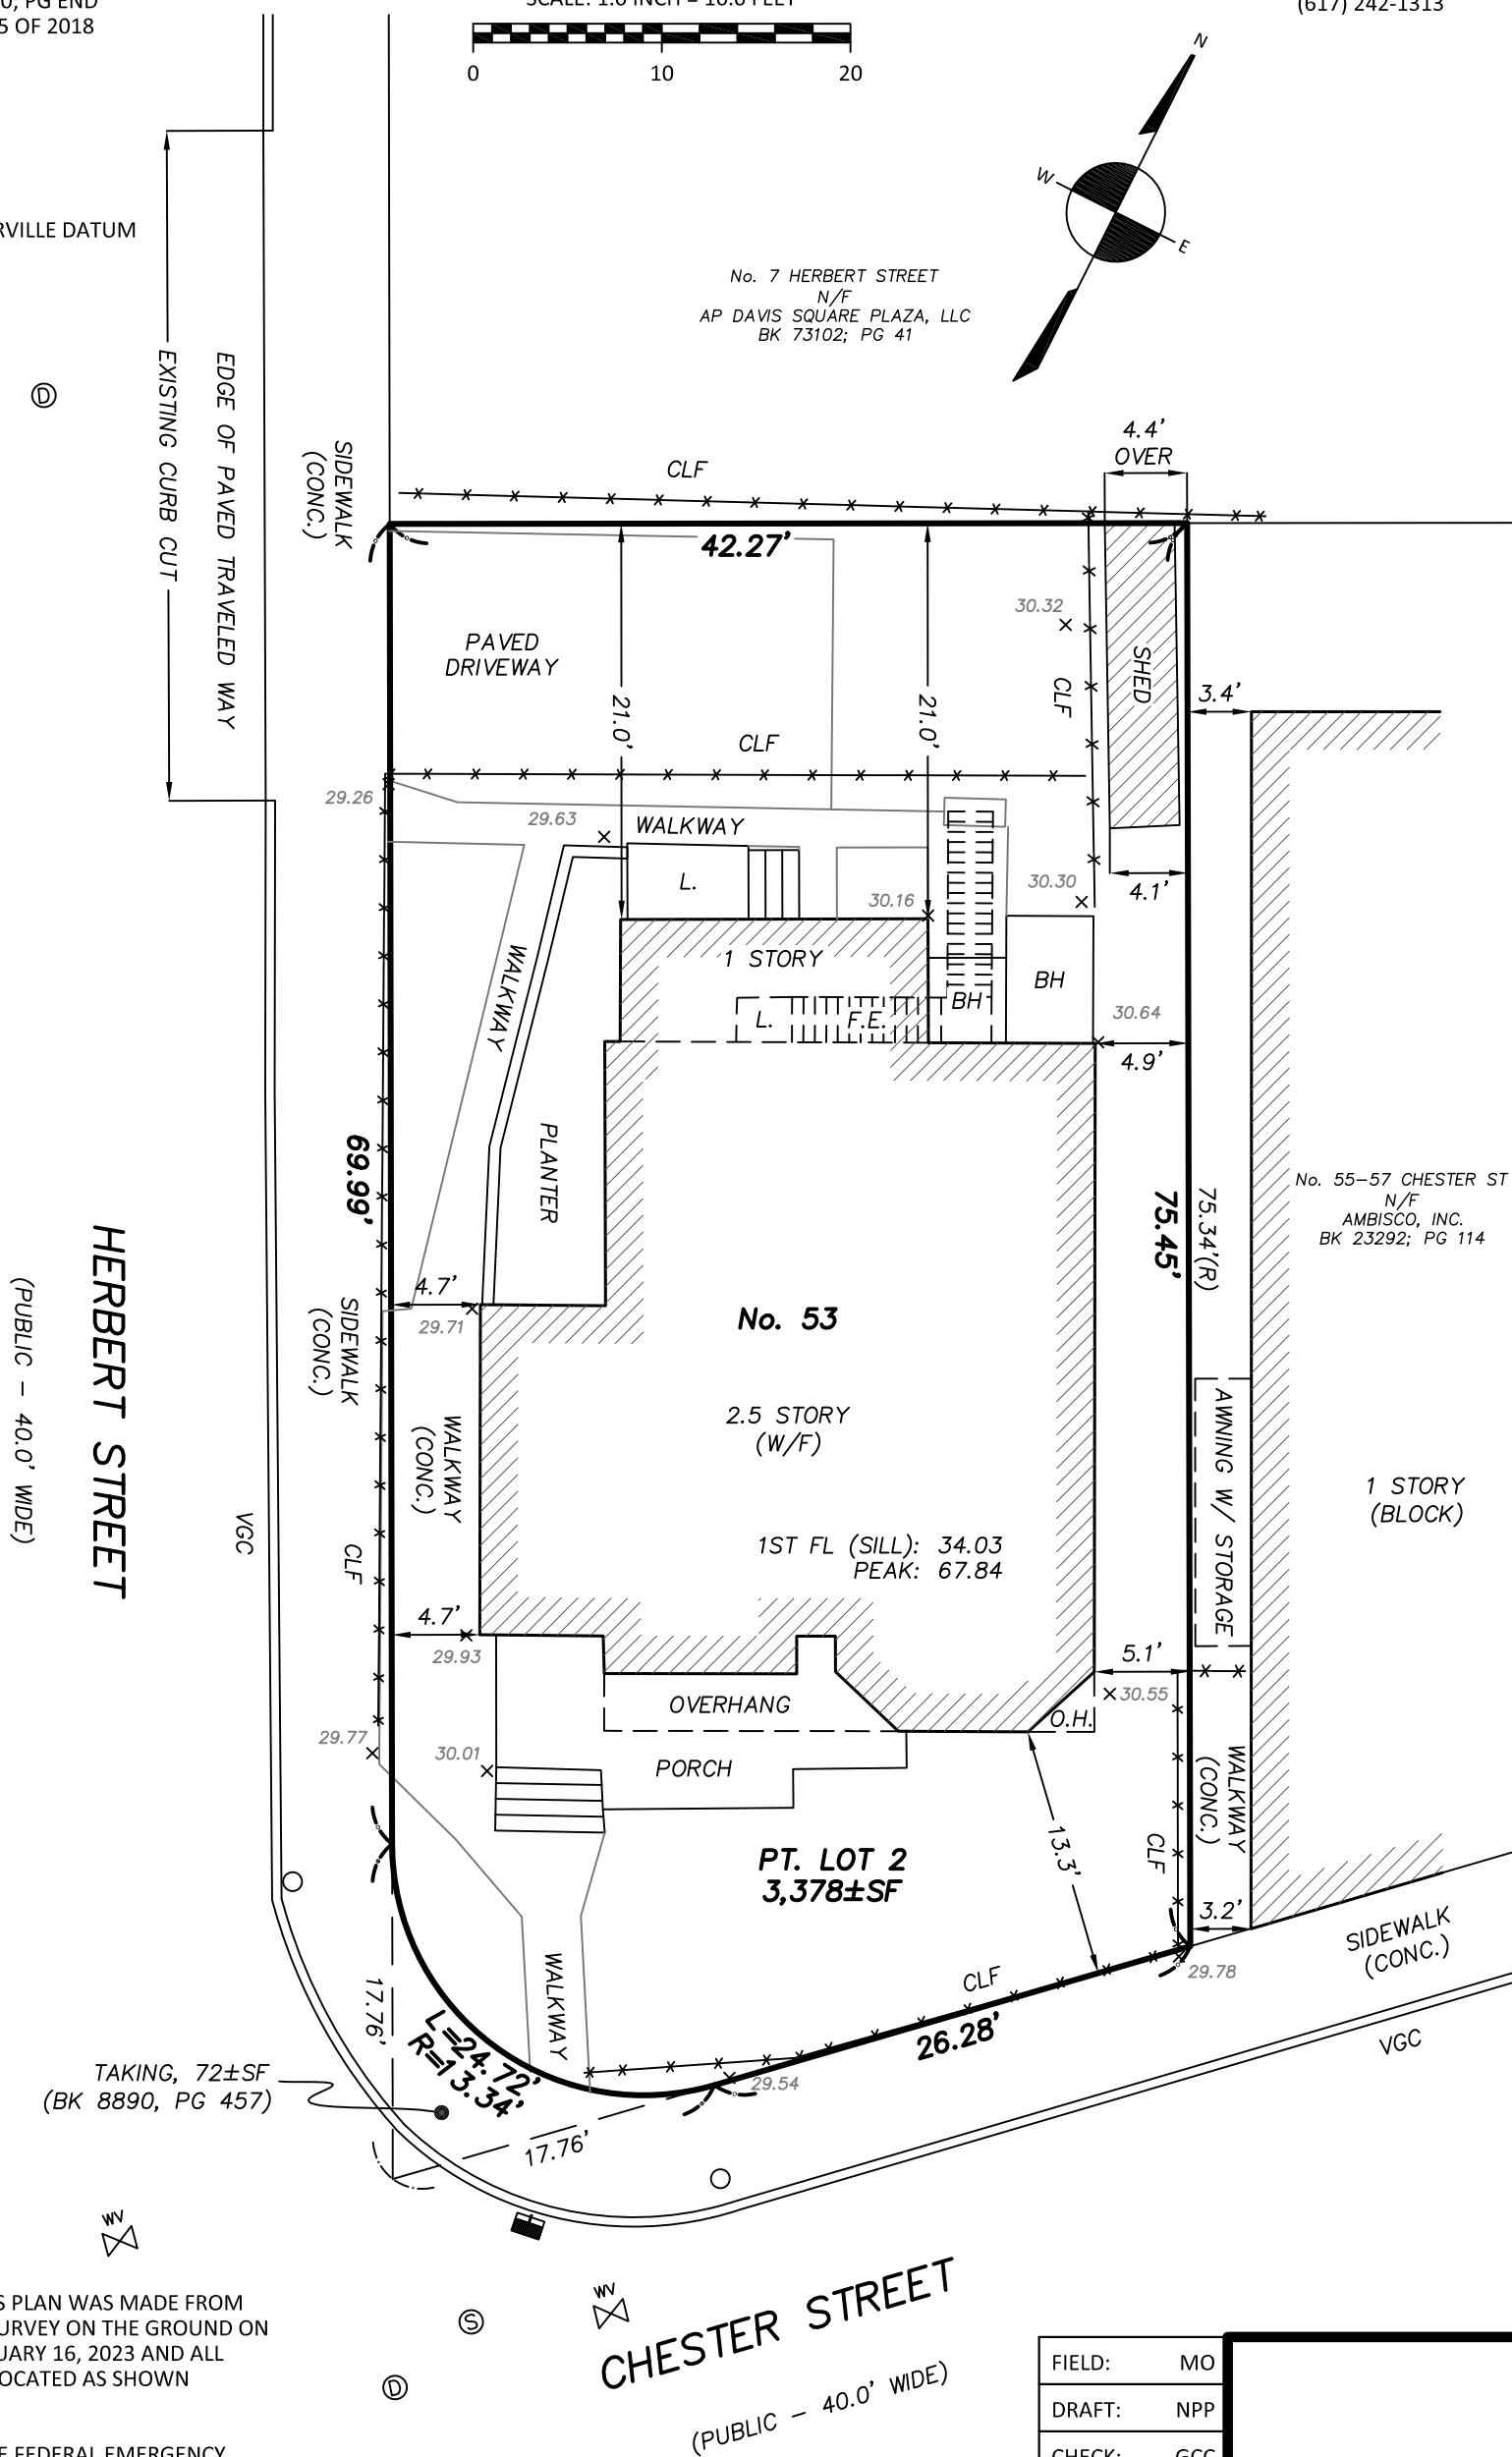 5 OF 2018
SCALE: 1.0 INCH = 10.0 FEET
(617) 242-1313
0 10 20
N
W
E
RVILLE DATUM
No. 7 HERBERT STREET
N/F
AP DAVIS SQUARE PLAZA, LLC
BK 73102; PG 41
D
EXISTING CURB CUT
EDGE OF PAVED TRAVELED WAY
SIDEWALK
(CONC.)
CLF
4.4'
OVER
42.27'
PAVED
DRIVEWAY
30.32
SHED
CLF
3.4'
21.0'
21.0'
CLF
29.26
29.63
WALKWAY
L.
30.16
30.30
4.1'
WALKWAY
1 STORY
BH
BH
L.
F.E.
30.64
4.9'
PLANTER
69.99'
75.45'
75.34'(R)
No. 55-57 CHESTER ST
N/F
AMBISCO, INC.
BK 23292; PG 114
HERBERT STREET
(PUBLIC - 40.0' WIDE)
4.7'
29.71
No. 53
SIDEWALK
(CONC.)
2.5 STORY
(W/F)
WALKWAY
(CONC.)
AWNING W/ STORAGE
1 STORY
(BLOCK)
VGC
CLF
1ST FL (SILL): 34.03
PEAK: 67.84
4.7'
29.93
5.1'
30.55
OVERHANG
O.H.
29.77
30.01
PORCH
WALKWAY
(CONC.)
13.3'
CLF
PT. LOT 2
3,378±SF
3.2'
SIDEWALK
(CONC.)
WALKWAY
CLF
29.78
17.76'
L=24.72'
R=13.34'
26.28'
VGC
TAKING, 72±SF
(BK 8890, PG 457)
29.54
17.76'
WV
S PLAN WAS MADE FROM
URVEY ON THE GROUND ON
UARY 16, 2023 AND ALL
OCATED AS SHOWN
WV
S
D
CHESTER STREET
(PUBLIC - 40.0' WIDE)
FIELD: MO
DRAFT: NPP
CHECK: GCC
E FEDERAL EMERGENCY